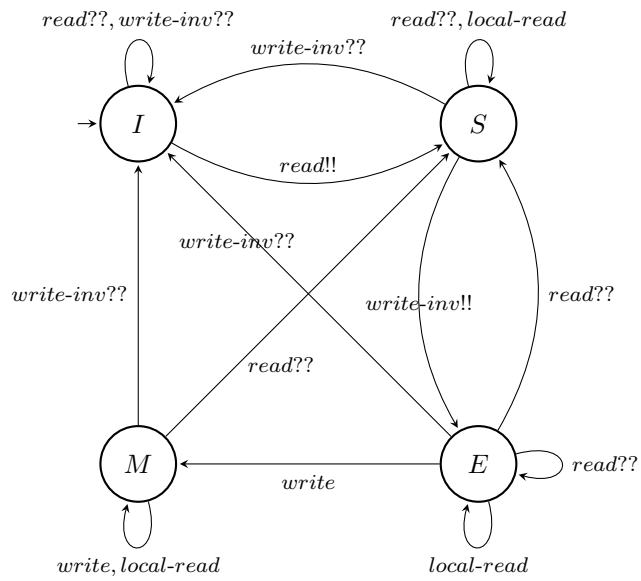 read??, write-inv??
read??, local-read
write-inv??
I
S
read!!
write-inv??
write-inv??
write-inv!!
read??
read??
M
E
read??
write
write, local-read
local-read